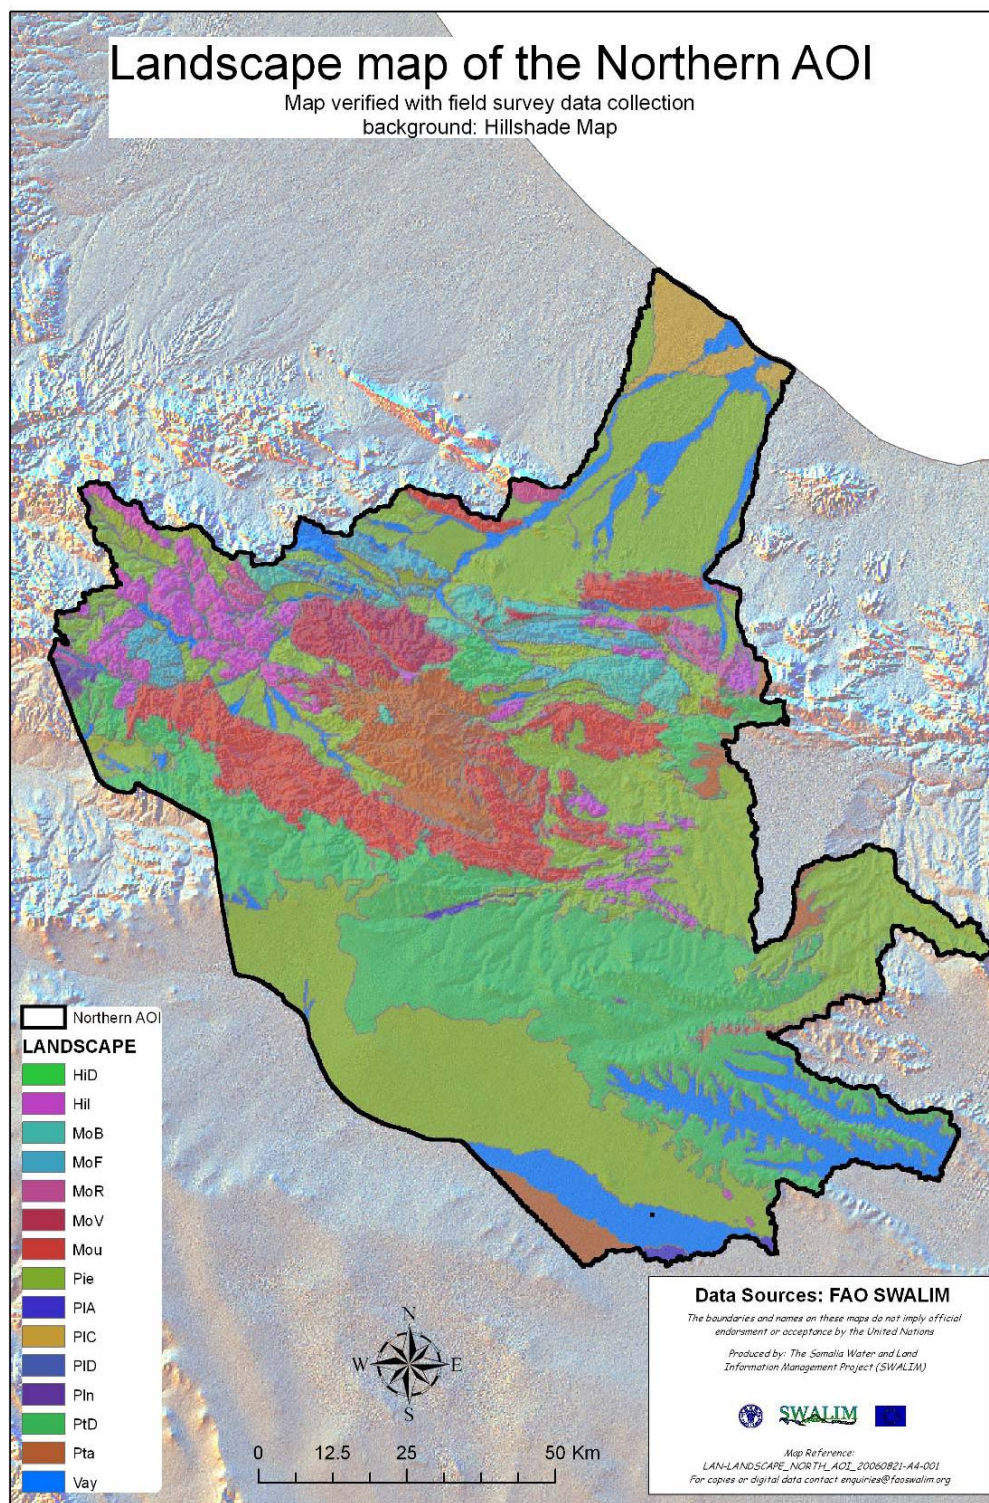 Landscape map of the Northern AOI
Map verified with field survey data collection
background: Hillshade Map
Northern AOI
LANDSCAPE
HiD
Hil
MoB
MoF
MoR
MoV
Mou
Pie
PlA
PlC
PlD
Pln
PtD
Pta
Vay
N
W E
S
0 12.5 25 50 Km
Data Sources: FAO SWALIM
The boundaries and names on these maps do not imply official
endorsment or acceptance by the United Nations
Produced by: The Somalia Water and Land
Information Management Project (SWALIM)
SWALIM
Map Reference:
LAN-LANDSCAPE_NORTH_AOI_20060821-A4-001
For copies or digital data contact enquiries@faoswalim.org